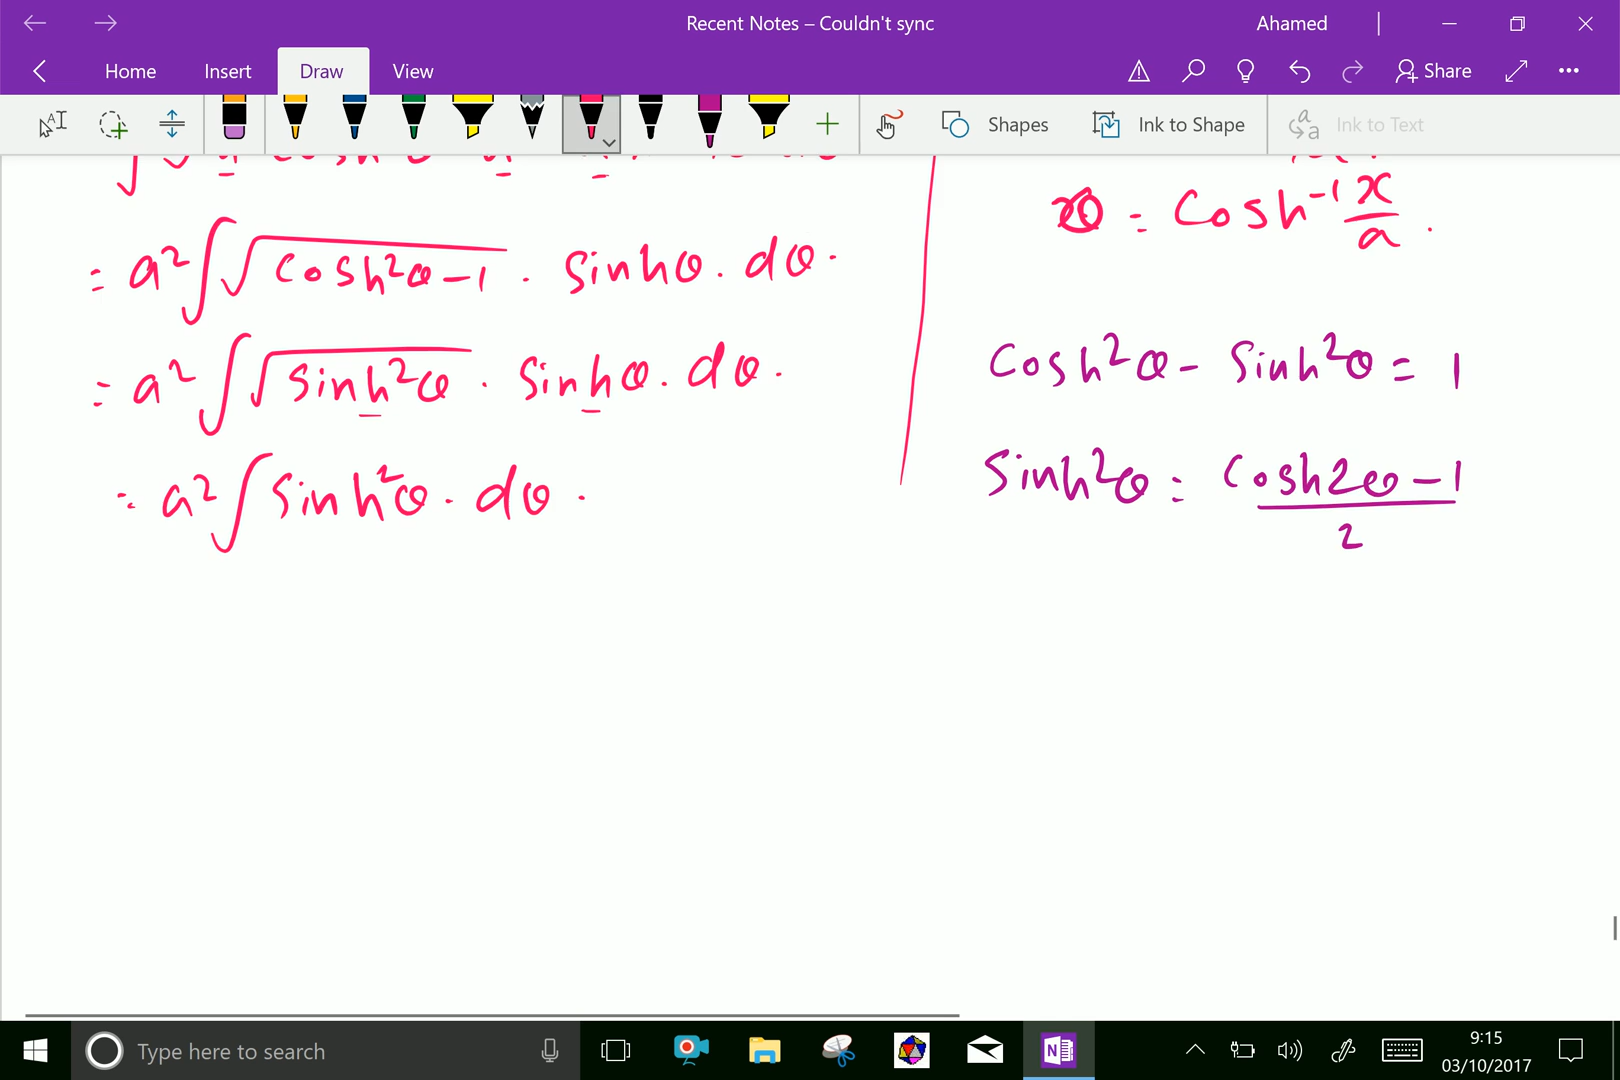 Recent Notes – Couldn't sync
Ahamed
Home Insert Draw View
Share
Shapes
Ink to Shape
Ink to Text
= a² ∫ √(cosh²θ – 1) · sinhθ · dθ.
= a² ∫ √(sinh²θ) · sinhθ · dθ.
= a² ∫ sinh²θ · dθ.
θ = Cosh⁻¹ x/a .
Cosh²θ – Sinh²θ = 1
Sinh²θ = (Cosh2θ – 1)/2
Type here to search
9:15
03/10/2017